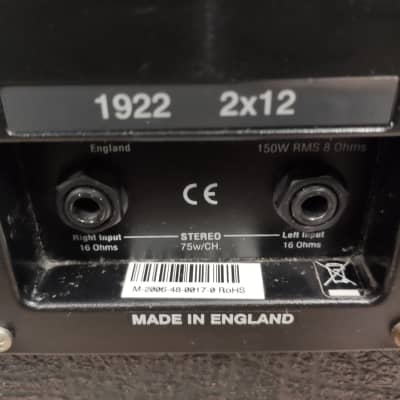 1922 2x12
England 150W RMS 8 Ohms
CE
Right Input STEREO Left Input
16 Ohms 75w/CH. 16 Ohms
M-2006-48-0017-0 RoHS
MADE IN ENGLAND